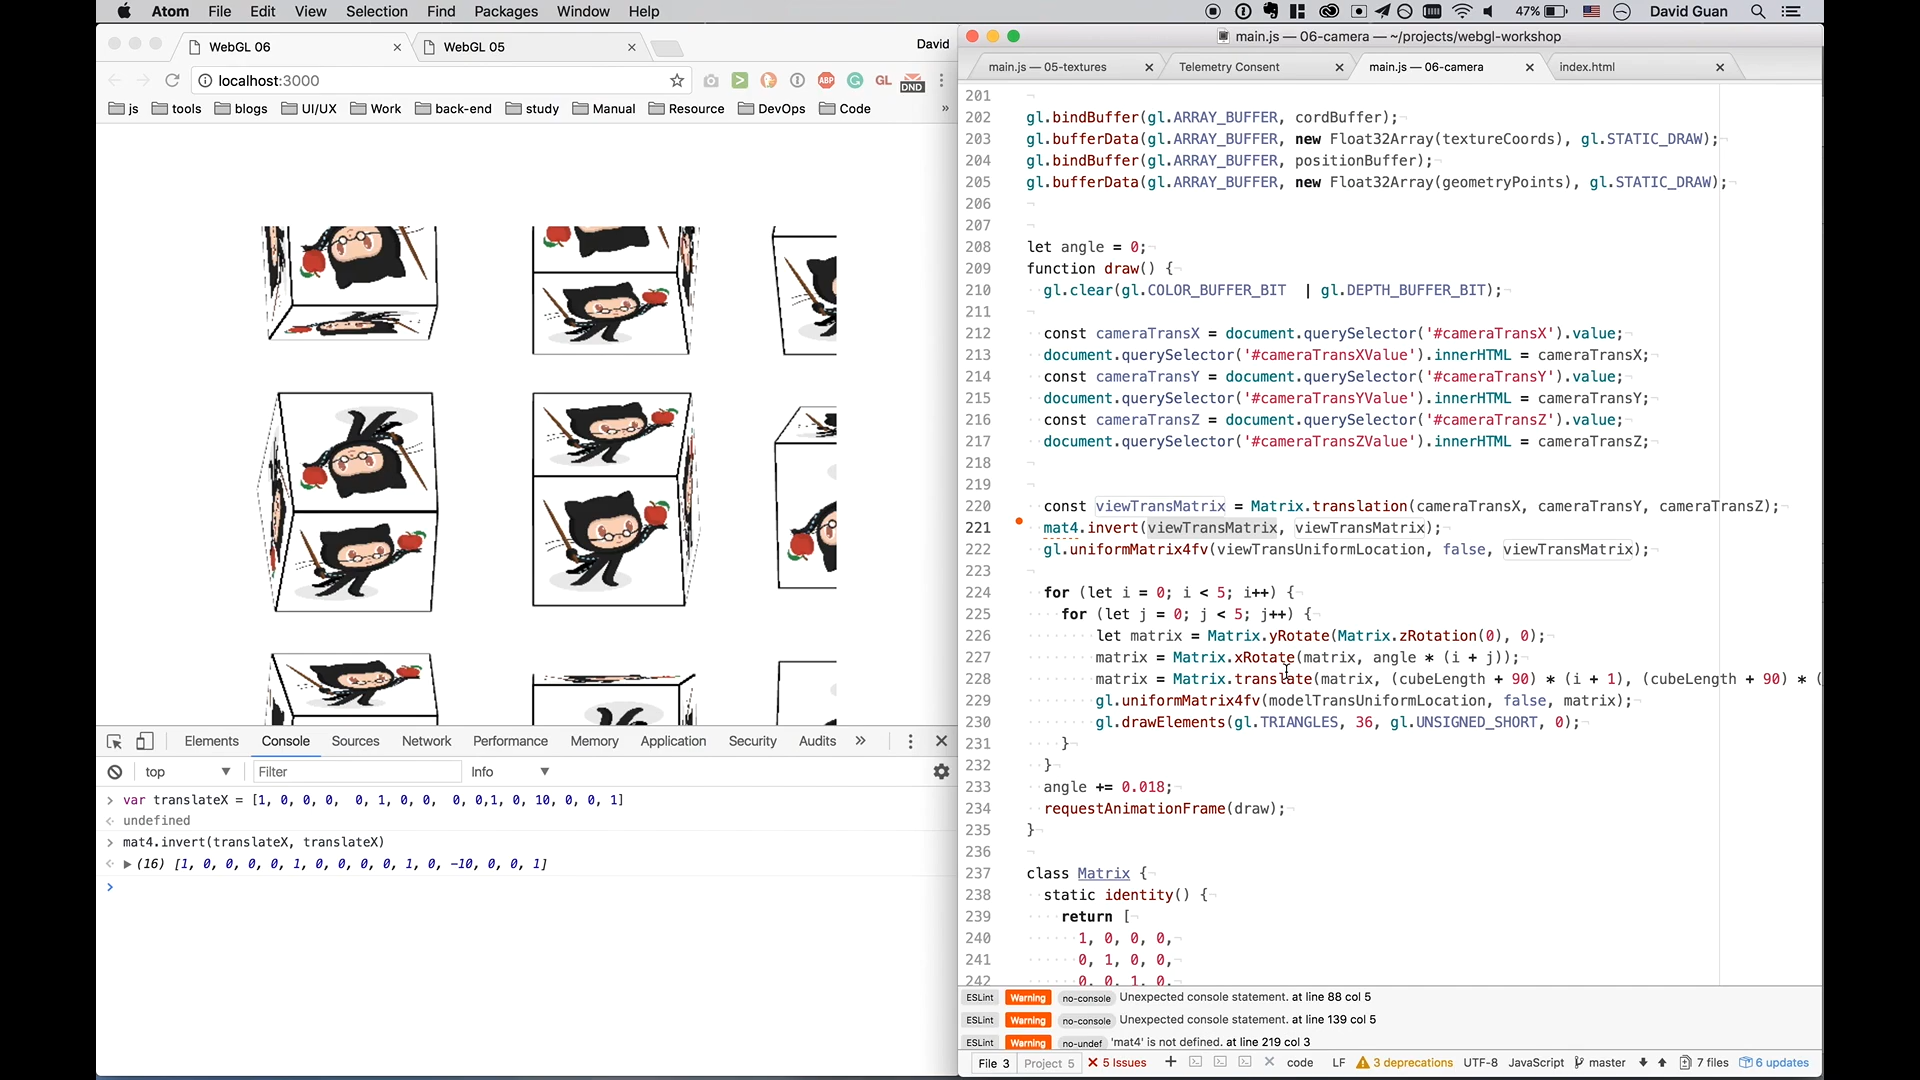 Atom File Edit View Selection Find Packages Window Help 47% David Guan
WebGL 06 WebGL 05 David
localhost:3000 ABP GL DND
js tools blogs UI/UX Work back-end study Manual Resource DevOps Code »
main.js — 06-camera — ~/projects/webgl-workshop
main.js — 05-textures Telemetry Consent main.js — 06-camera index.html
201
202 gl.bindBuffer(gl.ARRAY_BUFFER, cordBuffer);
203 gl.bufferData(gl.ARRAY_BUFFER, new Float32Array(textureCoords), gl.STATIC_DRAW);
204 gl.bindBuffer(gl.ARRAY_BUFFER, positionBuffer);
205 gl.bufferData(gl.ARRAY_BUFFER, new Float32Array(geometryPoints), gl.STATIC_DRAW);
206
207
208 let angle = 0;
209 function draw() {
210 gl.clear(gl.COLOR_BUFFER_BIT | gl.DEPTH_BUFFER_BIT);
211
212 const cameraTransX = document.querySelector('#cameraTransX').value;
213 document.querySelector('#cameraTransXValue').innerHTML = cameraTransX;
214 const cameraTransY = document.querySelector('#cameraTransY').value;
215 document.querySelector('#cameraTransYValue').innerHTML = cameraTransY;
216 const cameraTransZ = document.querySelector('#cameraTransZ').value;
217 document.querySelector('#cameraTransZValue').innerHTML = cameraTransZ;
218
219
220 const viewTransMatrix = Matrix.translation(cameraTransX, cameraTransY, cameraTransZ);
221 mat4.invert(viewTransMatrix, viewTransMatrix);
222 gl.uniformMatrix4fv(viewTransUniformLocation, false, viewTransMatrix);
223
224 for (let i = 0; i < 5; i++) {
225 for (let j = 0; j < 5; j++) {
226 let matrix = Matrix.yRotate(Matrix.zRotation(0), 0);
227 matrix = Matrix.xRotate(matrix, angle * (i + j));
228 matrix = Matrix.translate(matrix, (cubeLength + 90) * (i + 1), (cubeLength + 90) * (
229 gl.uniformMatrix4fv(modelTransUniformLocation, false, matrix);
230 gl.drawElements(gl.TRIANGLES, 36, gl.UNSIGNED_SHORT, 0);
231 }
232 }
233 angle += 0.018;
234 requestAnimationFrame(draw);
235 }
236
237 class Matrix {
238 static identity() {
239 return [
240 1, 0, 0, 0,
241 0, 1, 0, 0,
242 0, 0, 1, 0,
Elements Console Sources Network Performance Memory Application Security Audits »
top Filter Info
> var translateX = [1, 0, 0, 0, 0, 1, 0, 0, 0, 0,1, 0, 10, 0, 0, 1]
undefined
> mat4.invert(translateX, translateX)
(16) [1, 0, 0, 0, 0, 1, 0, 0, 0, 0, 1, 0, -10, 0, 0, 1]
>
ESLint Warning no-console Unexpected console statement. at line 88 col 5
ESLint Warning no-console Unexpected console statement. at line 139 col 5
ESLint Warning no-undef 'mat4' is not defined. at line 219 col 3
File 3 Project 5 5 Issues code LF 3 deprecations UTF-8 JavaScript master 7 files 6 updates